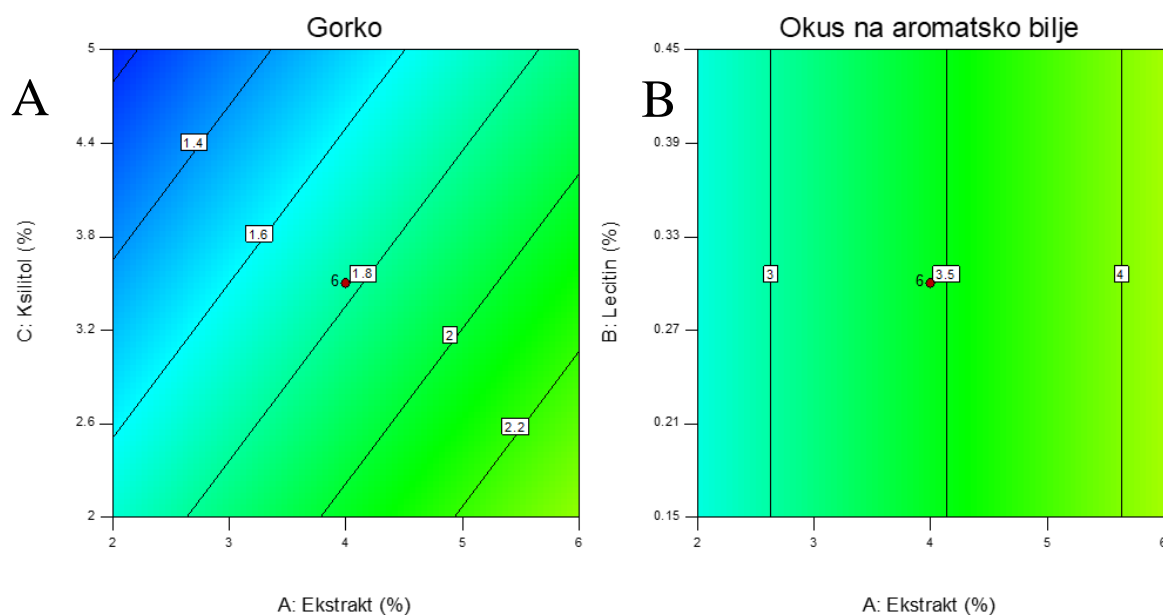 Gorko
A
5
4.4
3.8
3.2
2.6
2
C: Ksilitol (%)
1.4
1.6
6
1.8
2
2.2
2 3 4 5 6
A: Ekstrakt (%)
Okus na aromatsko bilje
B
0.45
0.39
0.33
0.27
0.21
0.15
B: Lecitin (%)
3
6
3.5
4
2 3 4 5 6
A: Ekstrakt (%)